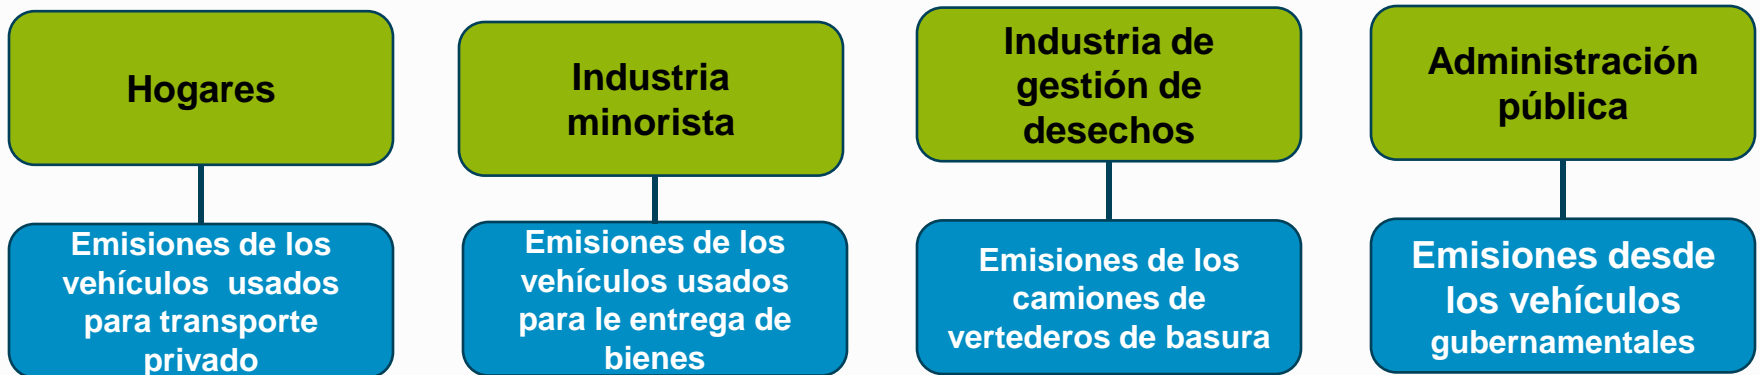 Hogares
Industria
minorista
Industria de
gestión de
desechos
Administración
pública
Emisiones de los
vehículos usados
para transporte
privado
Emisiones de los
vehículos usados
para le entrega de
bienes
Emisiones de los
camiones de
vertederos de basura
Emisiones desde
los vehículos
gubernamentales